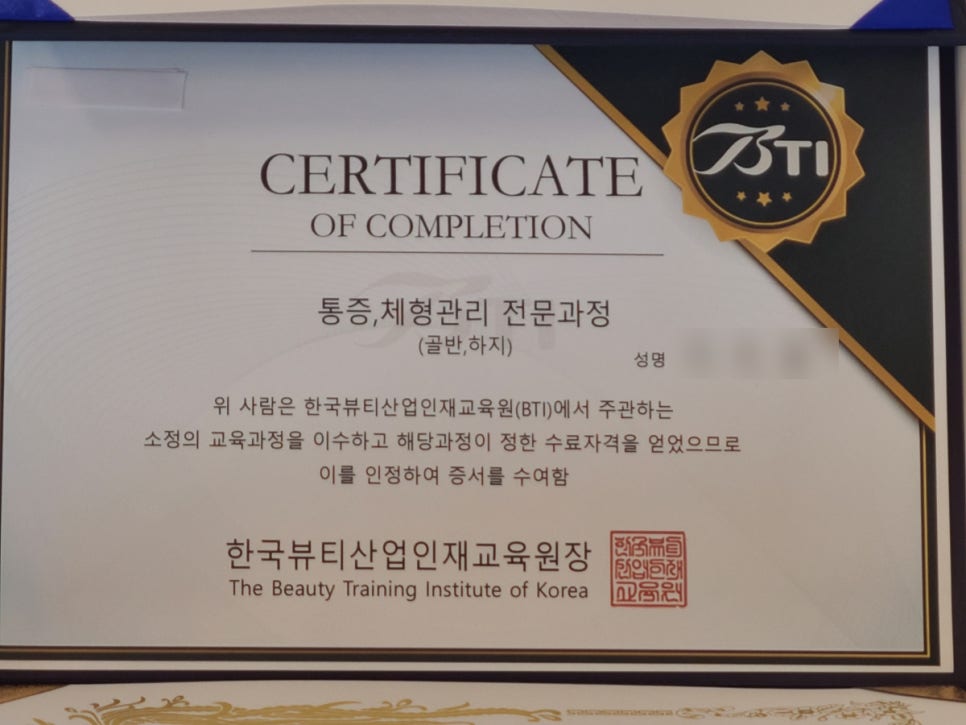 BTI
CERTIFICATE
OF COMPLETION
통증,체형관리 전문과정
(골반,하지)
성명
위 사람은 한국뷰티산업인재교육원(BTI)에서 주관하는
소정의 교육과정을 이수하고 해당과정이 정한 수료자격을 얻었으므로
이를 인정하여 증서를 수여함
한국뷰티산업인재교육원장
The Beauty Training Institute of Korea